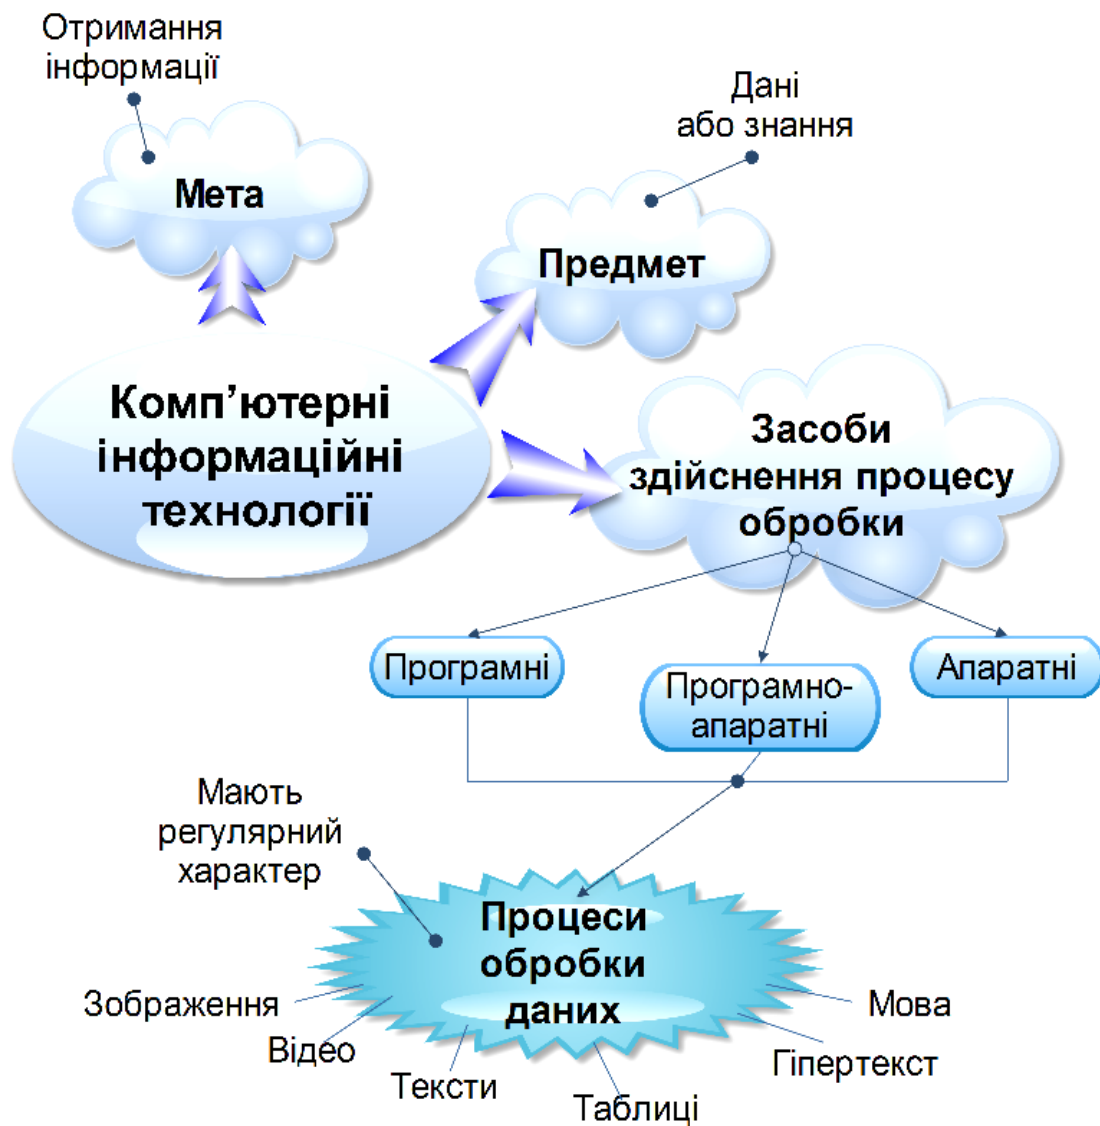 Отримання
інформації
Дані
або знання
Мета
Предмет
Комп’ютерні
інформаційні
технології
Засоби
здійснення процесу
обробки
Програмні
Програмно-
апаратні
Апаратні
Мають
регулярний
характер
Процеси
обробки
даних
Зображення
Відео
Тексти
Таблиці
Гіпертекст
Мова